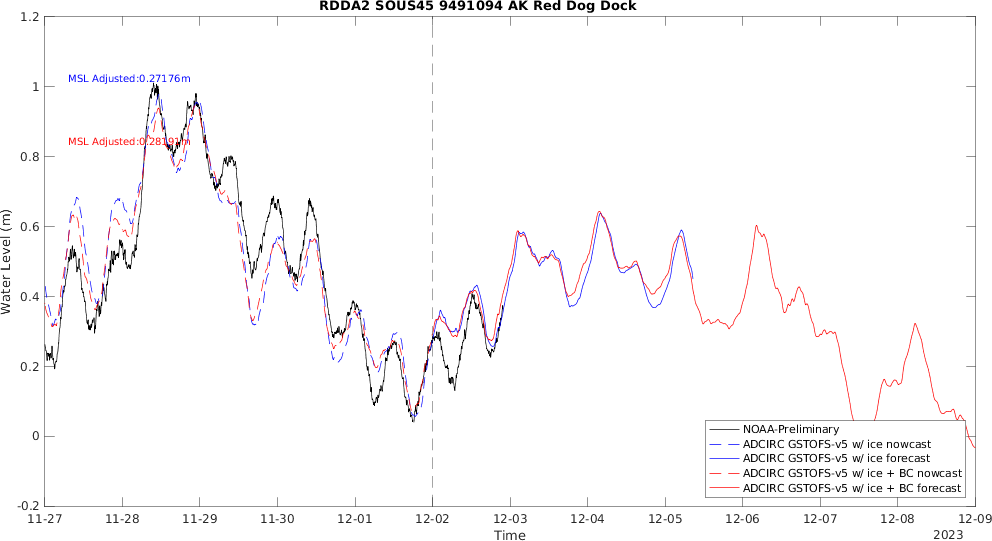 RDDA2 SOUS45 9491094 AK Red Dog Dock
Water Level (m)
1.2
1
0.8
0.6
0.4
0.2
0
-0.2
MSL Adjusted:0.27176m
MSL Adjusted:0.28191m
NOAA-Preliminary
ADCIRC GSTOFS-v5 w/ ice nowcast
ADCIRC GSTOFS-v5 w/ ice forecast
ADCIRC GSTOFS-v5 w/ ice + BC nowcast
ADCIRC GSTOFS-v5 w/ ice + BC forecast
11-27 11-28 11-29 11-30 12-01 12-02 12-03 12-04 12-05 12-06 12-07 12-08 12-09
Time
2023